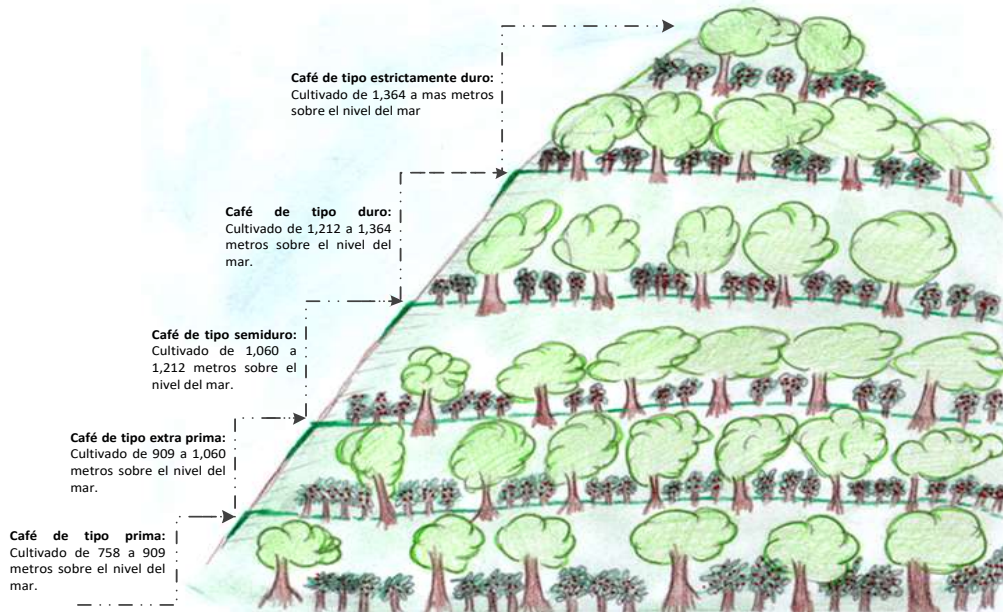 Café de tipo estrictamente duro:
Cultivado de 1,364 a mas metros
sobre el nivel del mar
Café de tipo duro:
Cultivado de 1,212 a 1,364
metros sobre el nivel del
mar.
Café de tipo semiduro:
Cultivado de 1,060 a
1,212 metros sobre el
nivel del mar.
Café de tipo extra prima:
Cultivado de 909 a 1,060
metros sobre el nivel del
mar.
Café de tipo prima:
Cultivado de 758 a 909
metros sobre el nivel del
mar.